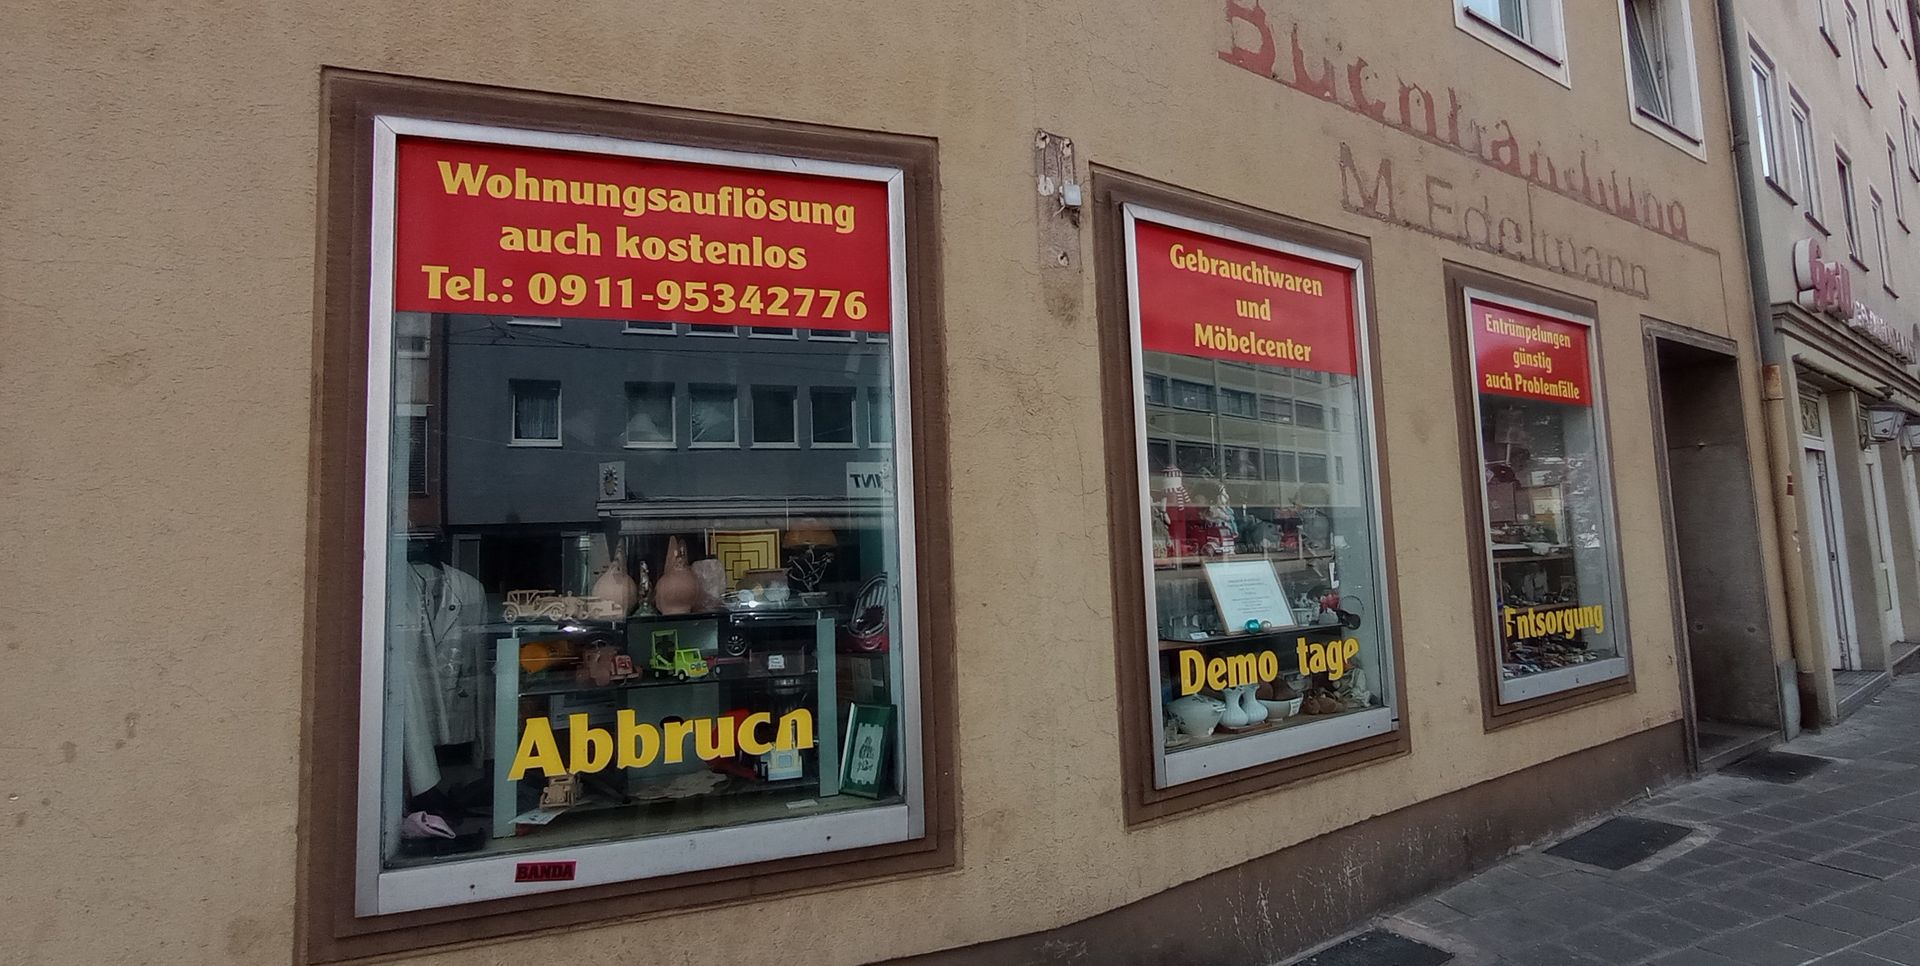 Wohnungsauflösung
auch kostenlos
Tel.: 0911-95342776
Abbruch
BANDA
Buchhandlung
M. Edelmann
Gebrauchtwaren
und
Möbelcenter
Demo tage
Entrümpelungen
günstig
auch Problemfälle
Entsorgung